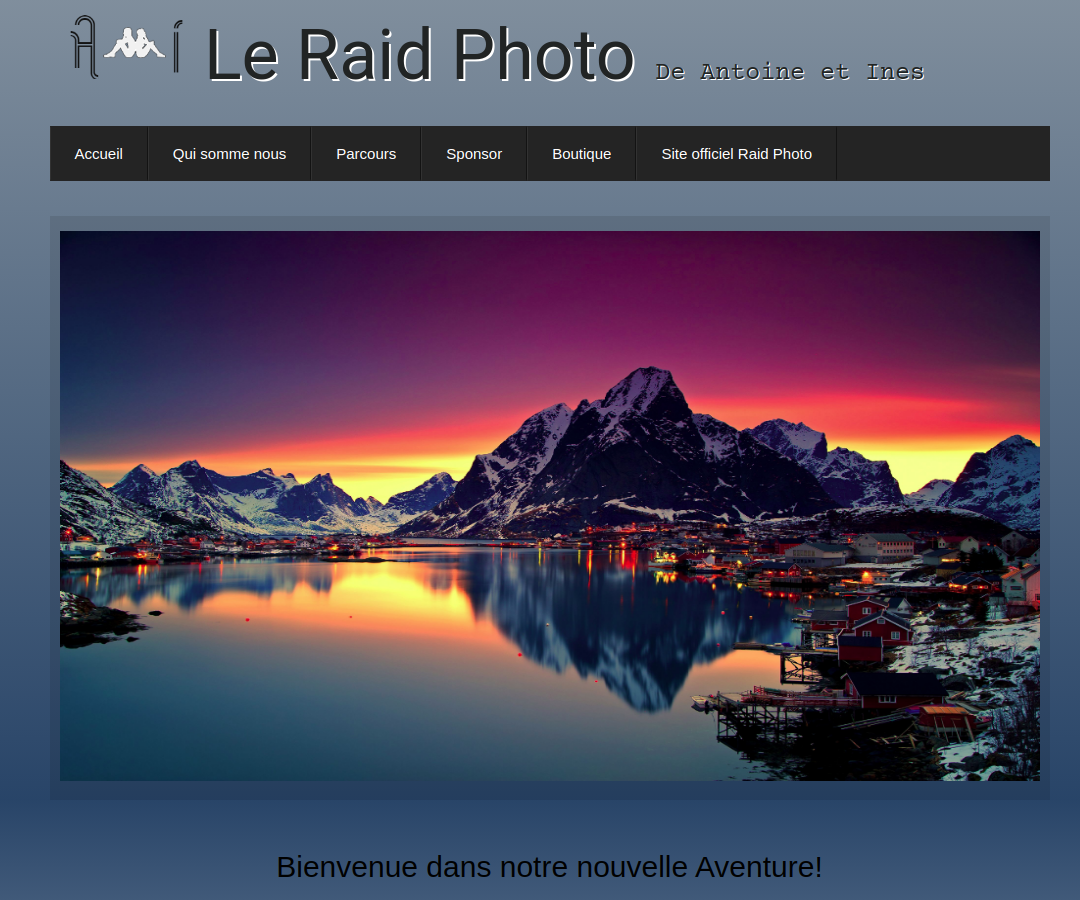 A I
Le Raid Photo De Antoine et Ines
Accueil Qui somme nous Parcours Sponsor Boutique Site officiel Raid Photo
Bienvenue dans notre nouvelle Aventure!